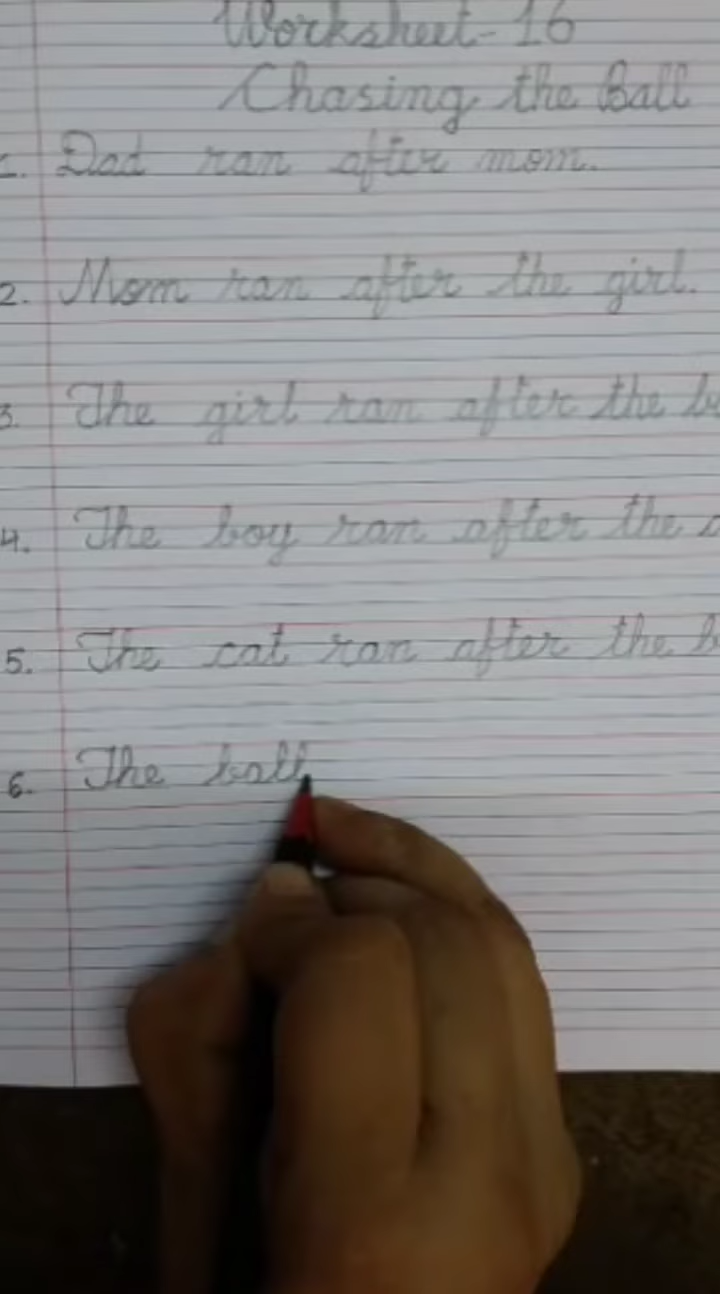 Worksheet-16
Chasing the Ball
1. Dad ran after mom.
2. Mom ran after the girl.
3. The girl ran after the
4. The boy ran after the
5. The cat ran after the
6. The ball